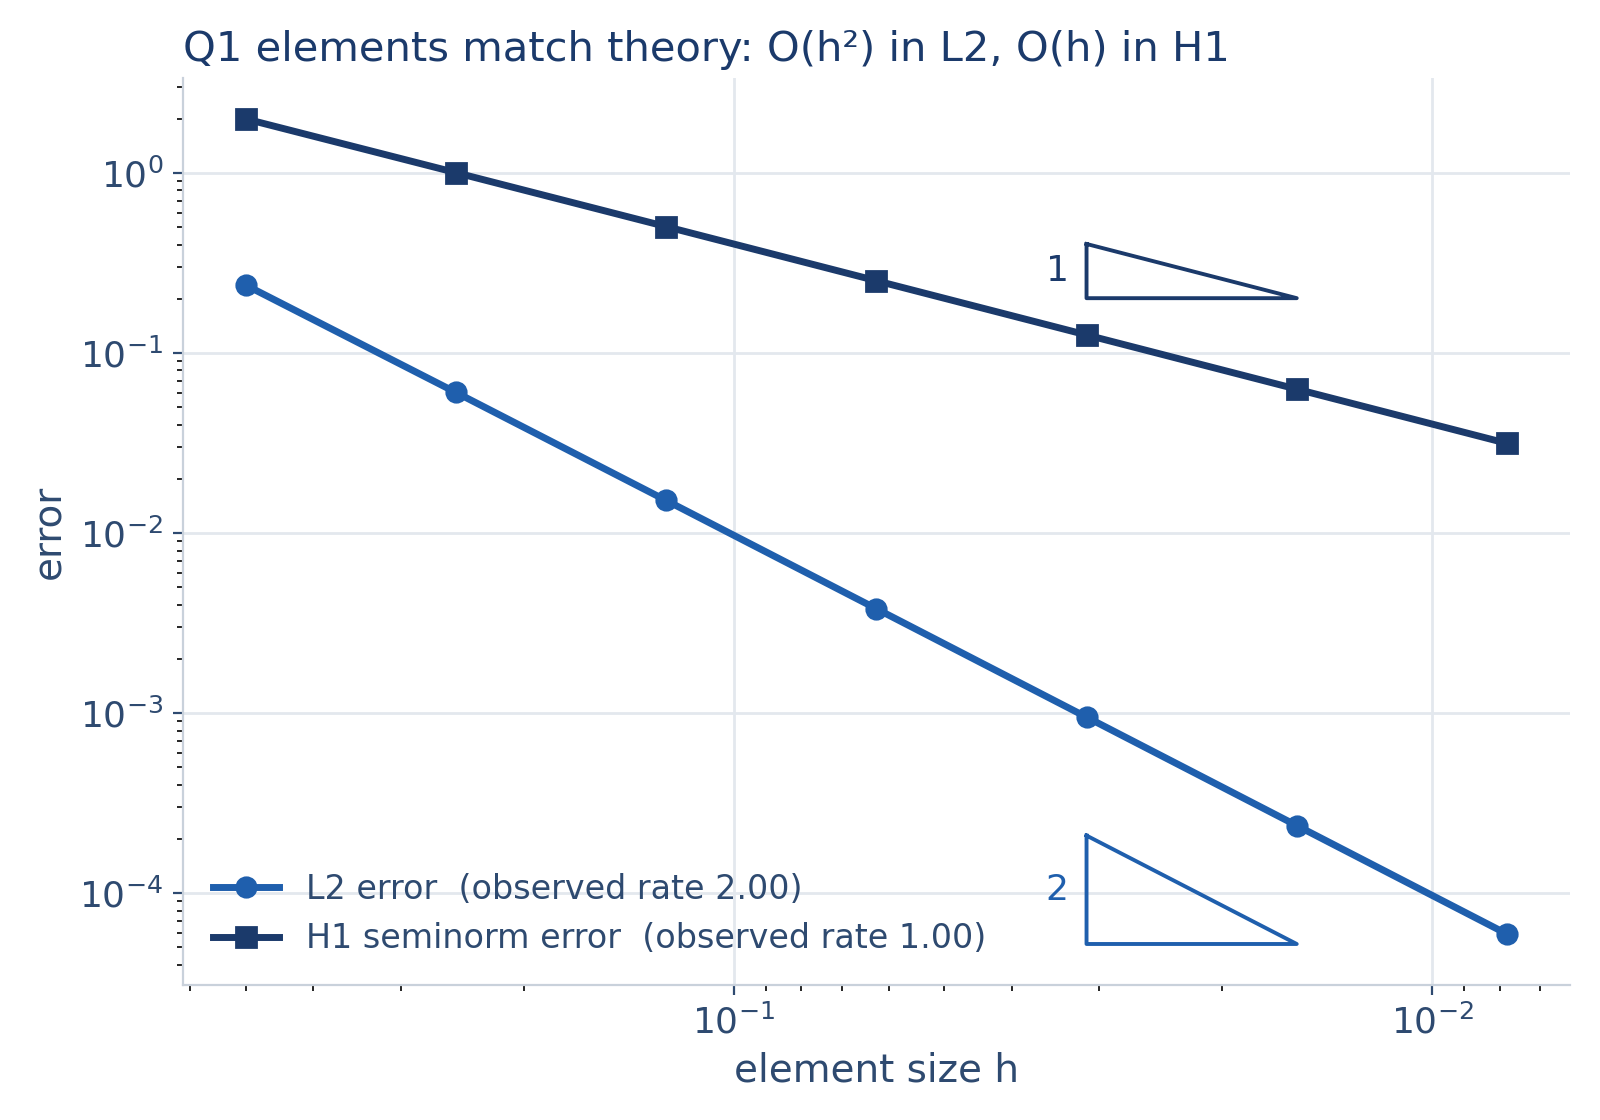 Q1 elements match theory: O(h²) in L2, O(h) in H1
10⁰
10⁻¹
10⁻²
10⁻³
10⁻⁴
error
1
2
L2 error (observed rate 2.00)
H1 seminorm error (observed rate 1.00)
10⁻¹
10⁻²
element size h